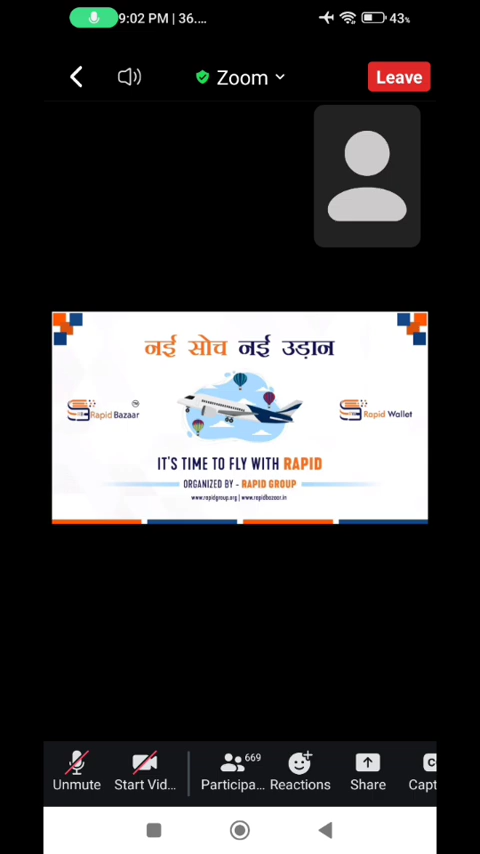 9:02 PM | 36....
43%
Zoom
Leave
नई सोच नई उड़ान
Rapid Bazaar
Rapid Wallet
IT'S TIME TO FLY WITH RAPID
ORGANIZED BY - RAPID GROUP
www.rapidgroup.org | www.rapidbazaar.in
669
Unmute
Start Vid...
Participa...
Reactions
Share
Capt